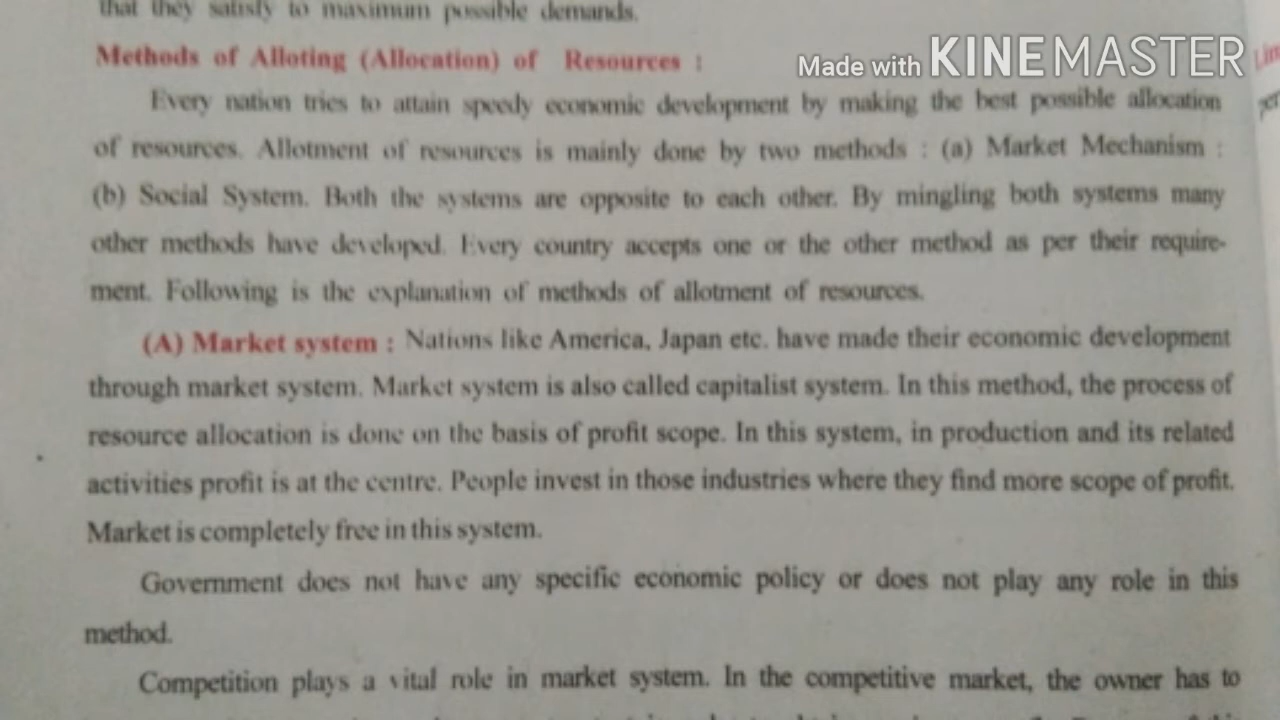 that they satisfy to maximum possible demands.
Methods of Alloting (Allocation) of Resources :
Made with KINEMASTER
Every nation tries to attain speedy economic development by making the best possible allocation
of resources. Allotment of resources is mainly done by two methods : (a) Market Mechanism :
(b) Social System. Both the systems are opposite to each other. By mingling both systems many
other methods have developed. Every country accepts one or the other method as per their require-
ment. Following is the explanation of methods of allotment of resources.
(A) Market system : Nations like America, Japan etc. have made their economic development
through market system. Market system is also called capitalist system. In this method, the process of
resource allocation is done on the basis of profit scope. In this system, in production and its related
activities profit is at the centre. People invest in those industries where they find more scope of profit.
Market is completely free in this system.
Government does not have any specific economic policy or does not play any role in this
method.
Competition plays a vital role in market system. In the competitive market, the owner has to